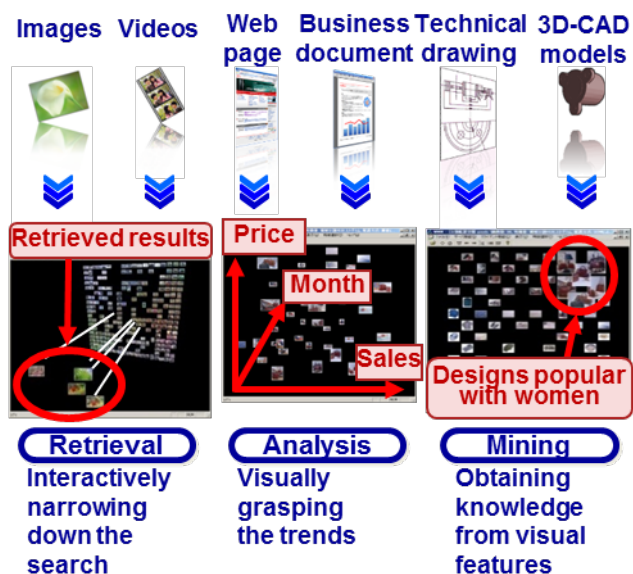 Images
Videos
Web
page
Business
document
Technical
drawing
3D-CAD
models
Retrieved results
Price
Month
Sales
Designs popular
with women
Retrieval
Analysis
Mining
Interactively
narrowing
down the
search
Visually
grasping
the trends
Obtaining
knowledge
from visual
features